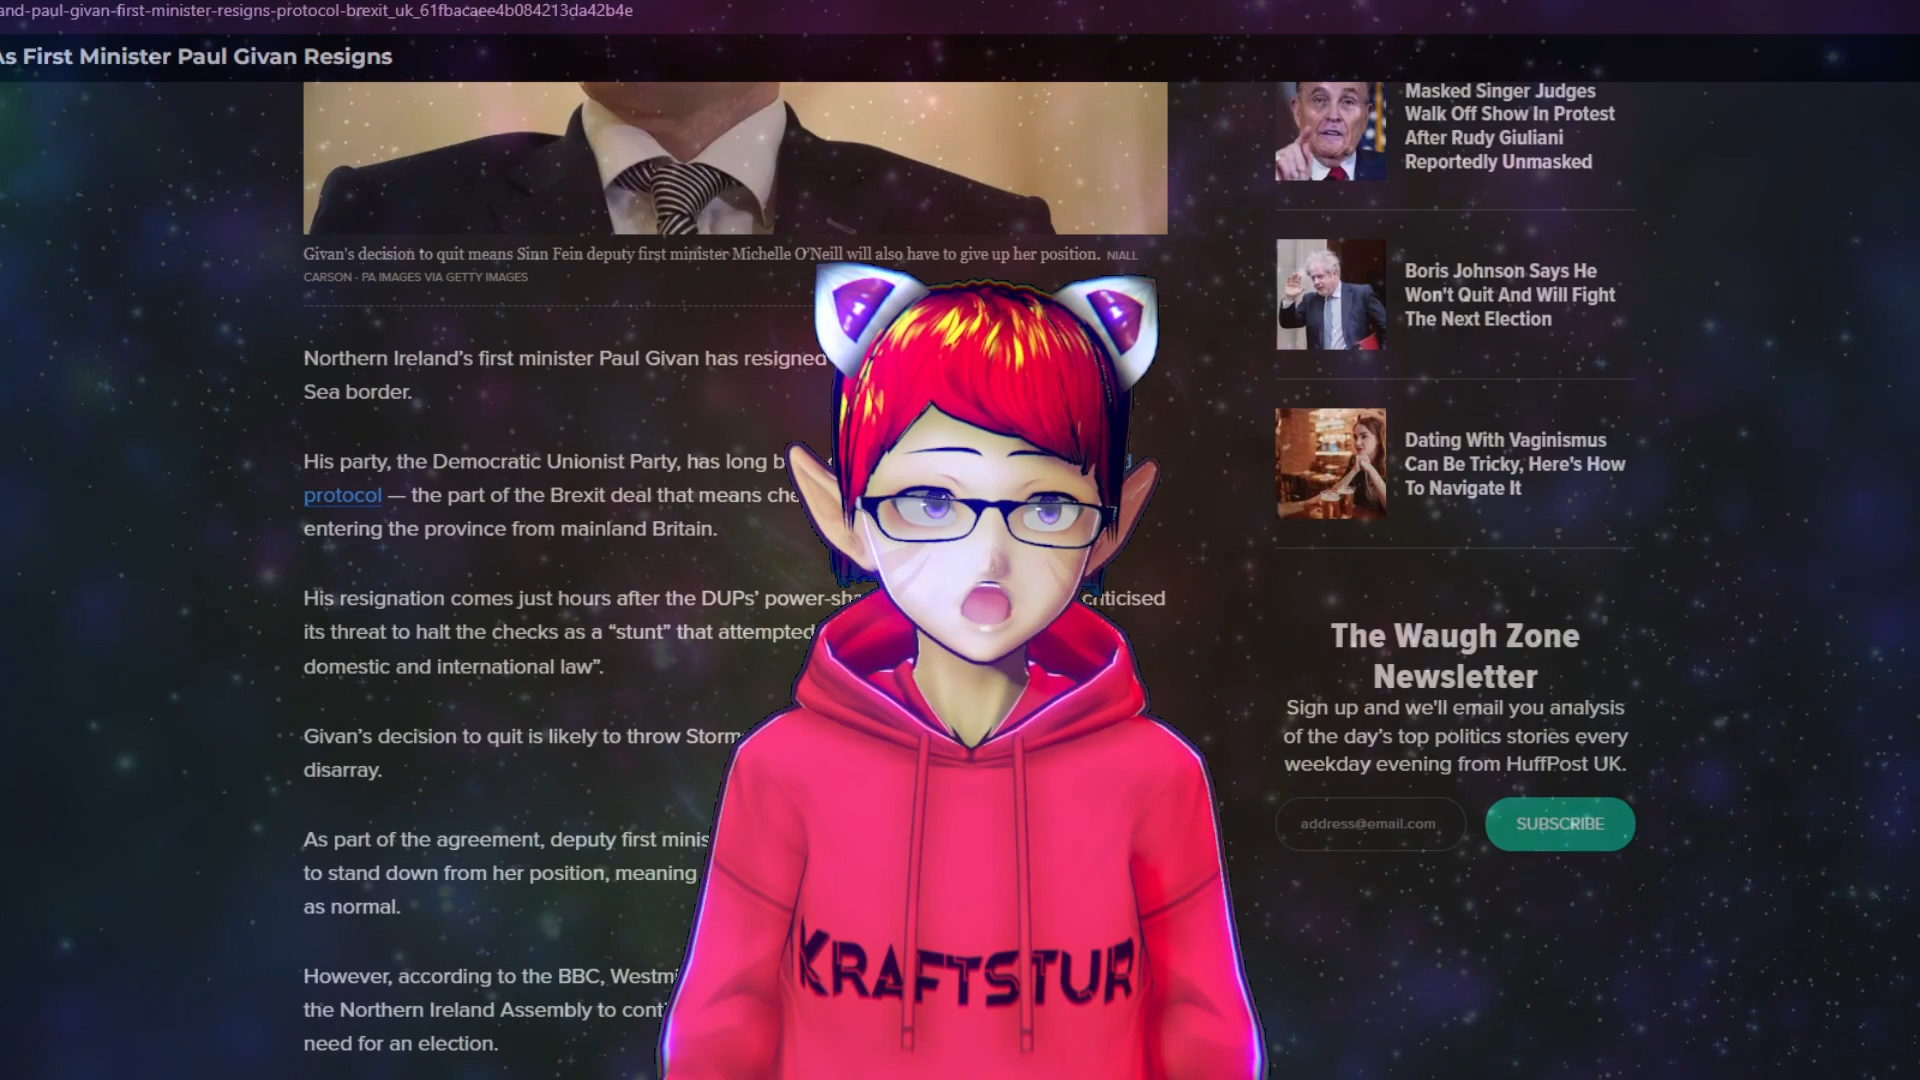 and-paul-givan-first-minister-resigns-protocol-brexit_uk_61fbacaee4b084213da42b4e
As First Minister Paul Givan Resigns
Givan's decision to quit means Sinn Fein deputy first minister Michelle O'Neill will also have to give up her position. NIALL
CARSON - PA IMAGES VIA GETTY IMAGES
Northern Ireland's first minister Paul Givan has resigned
Sea border.
His party, the Democratic Unionist Party, has long
protocol — the part of the Brexit deal that means
entering the province from mainland Britain.
His resignation comes just hours after the DUPs' criticised
its threat to halt the checks as a “stunt” that attempted
domestic and international law”.
Givan's decision to quit is likely to throw
disarray.
As part of the agreement, deputy first
to stand down from her position, meaning
as normal.
However, according to the BBC,
the Northern Ireland Assembly to
need for an election.
Masked Singer Judges
Walk Off Show In Protest
After Rudy Giuliani
Reportedly Unmasked
Boris Johnson Says He
Won't Quit And Will Fight
The Next Election
Dating With Vaginismus
Can Be Tricky, Here's How
To Navigate It
The Waugh Zone
Newsletter
Sign up and we'll email you analysis
of the day's top politics stories every
weekday evening from HuffPost UK.
address@email.com
SUBSCRIBE
KRAFTSTUR